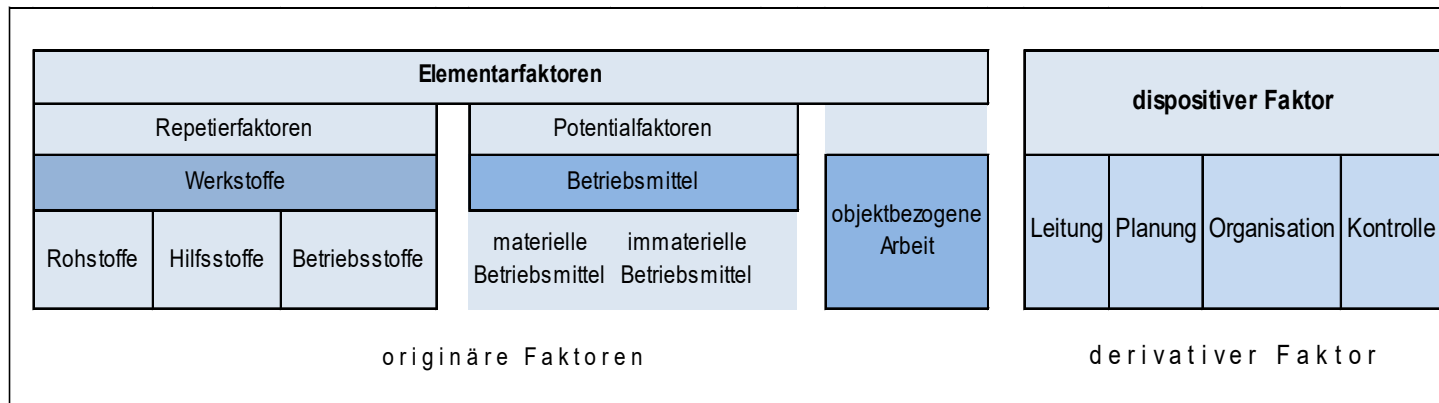 Elementarfaktoren
dispositiver Faktor
Repetierfaktoren
Potentialfaktoren
Werkstoffe
Betriebsmittel
objektbezogene
Arbeit
Rohstoffe
Hilfsstoffe
Betriebsstoffe
materielle
Betriebsmittel
immaterielle
Betriebsmittel
Leitung
Planung
Organisation
Kontrolle
originäre Faktoren
derivativer Faktor